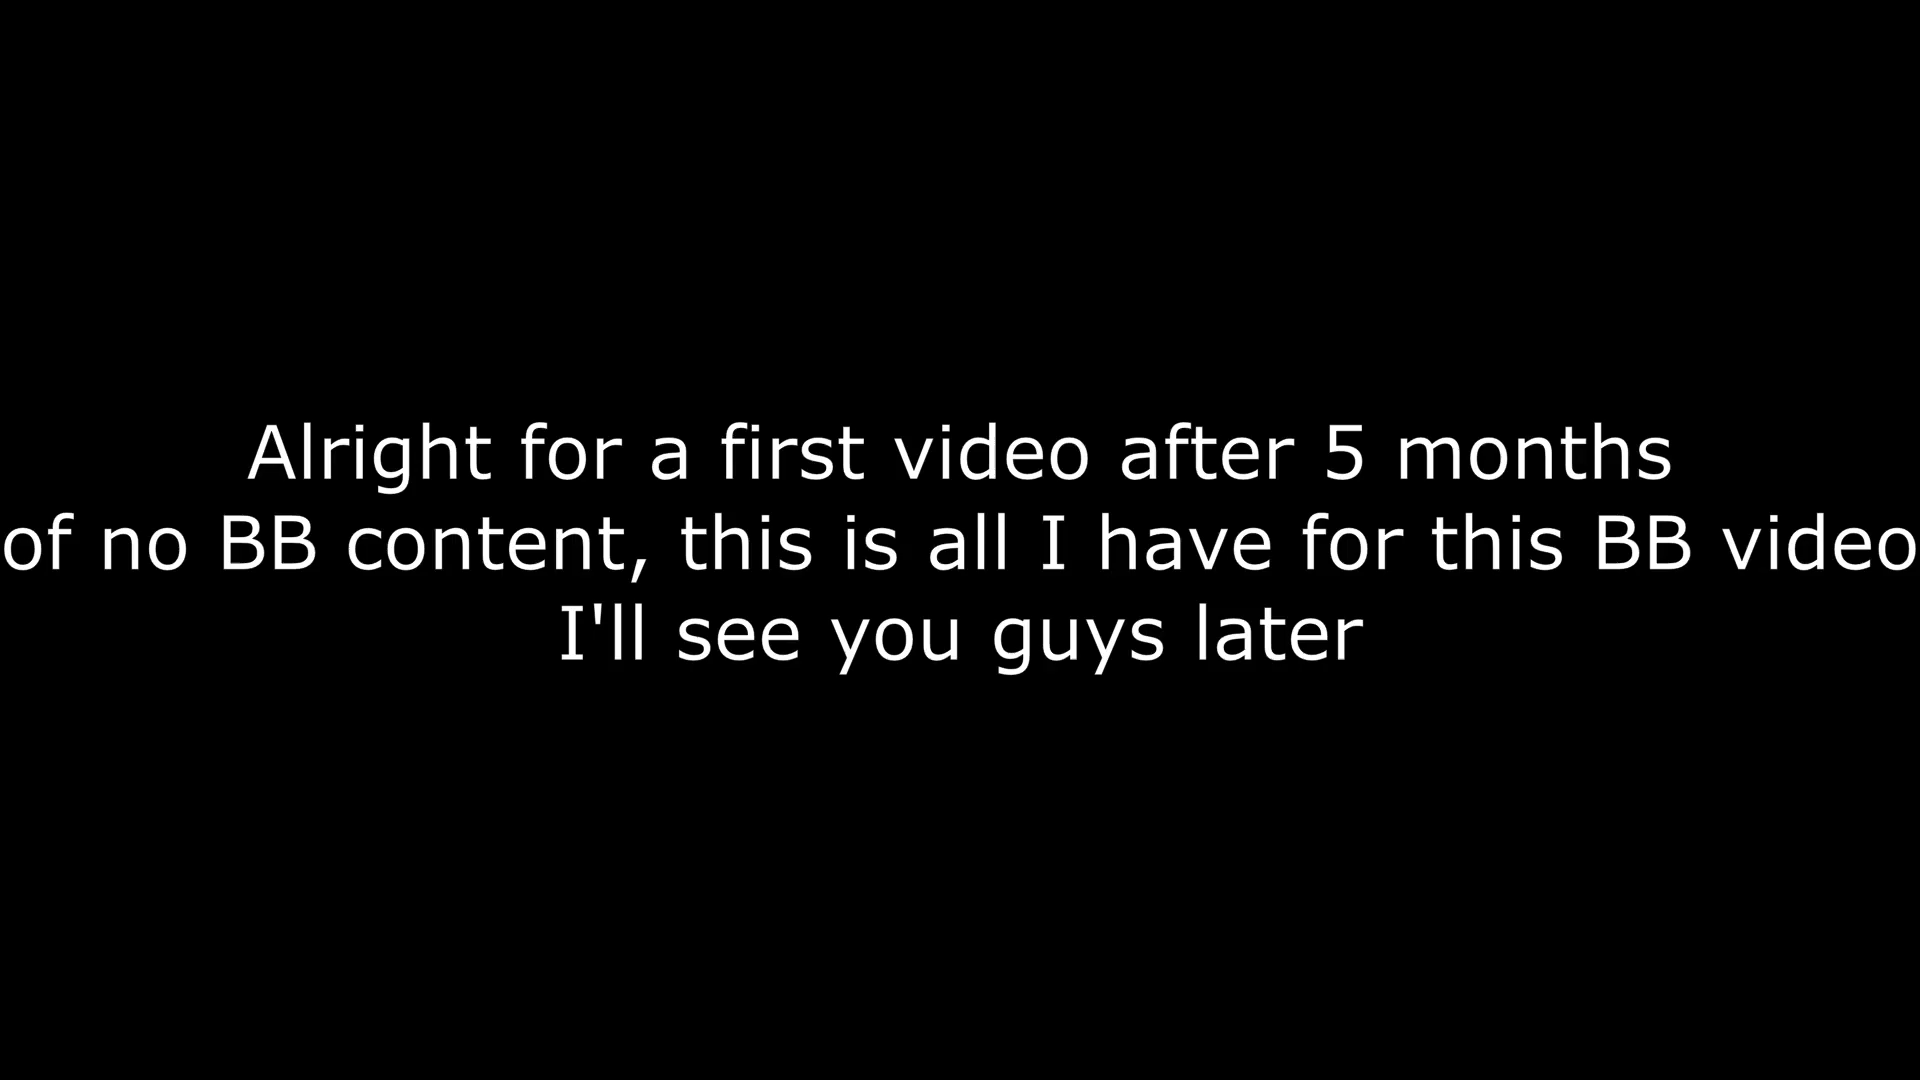 Alright for a first video after 5 months
of no BB content, this is all I have for this BB video
I'll see you guys later